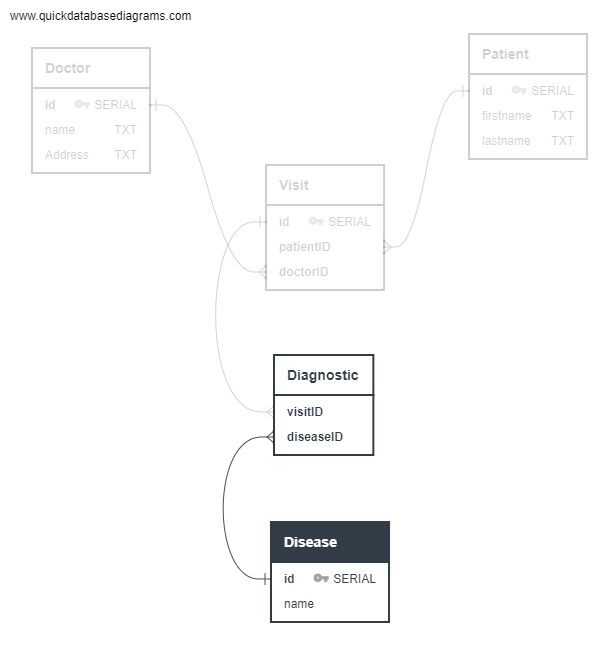 www.quickdatabasediagrams.com
Doctor
id SERIAL
name TXT
Address TXT
Patient
id SERIAL
firstname TXT
lastname TXT
Visit
id SERIAL
patientID
doctorID
Diagnostic
visitID
diseaseID
Disease
id SERIAL
name